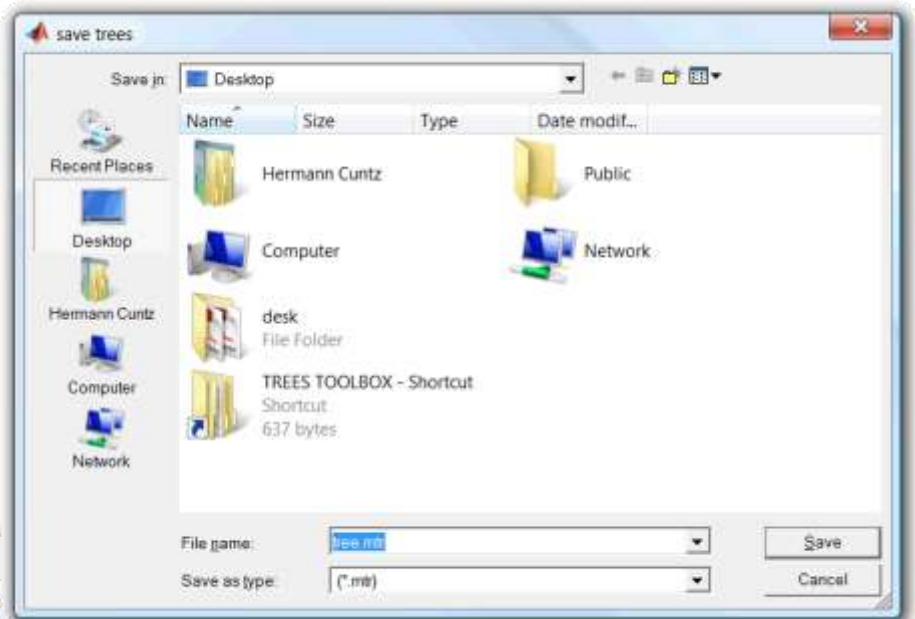 save trees
Save in:
Desktop
Name Size Type Date modif...
Recent Places
Desktop
Hermann Cuntz
Computer
Network
Hermann Cuntz
Public
Computer
Network
desk
File Folder
TREES TOOLBOX - Shortcut
Shortcut
637 bytes
File name:
tree.mtr
Save
Save as type:
(*.mtr)
Cancel